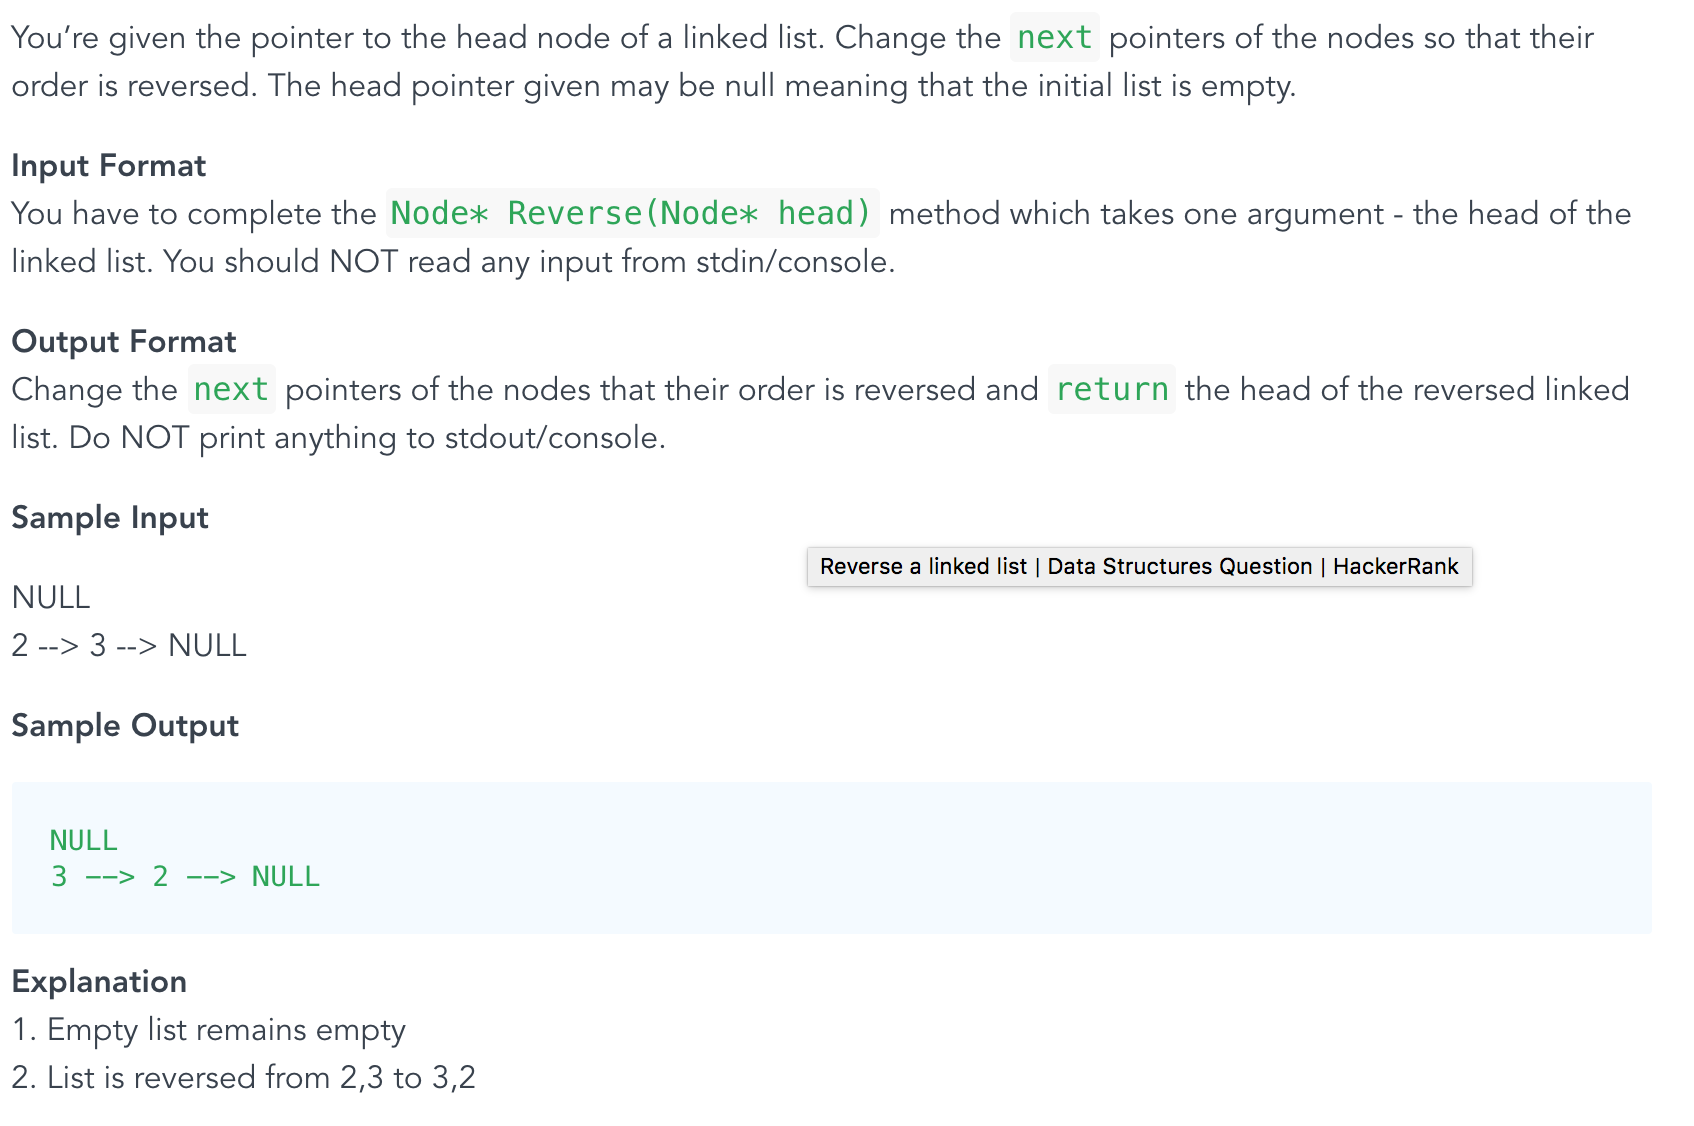 You’re given the pointer to the head node of a linked list. Change the next pointers of the nodes so that their
order is reversed. The head pointer given may be null meaning that the initial list is empty.
Input Format
You have to complete the Node* Reverse(Node* head) method which takes one argument - the head of the
linked list. You should NOT read any input from stdin/console.
Output Format
Change the next pointers of the nodes that their order is reversed and return the head of the reversed linked
list. Do NOT print anything to stdout/console.
Sample Input
Reverse a linked list | Data Structures Question | HackerRank
NULL
2 --> 3 --> NULL
Sample Output
NULL
3 --> 2 --> NULL
Explanation
1. Empty list remains empty
2. List is reversed from 2,3 to 3,2